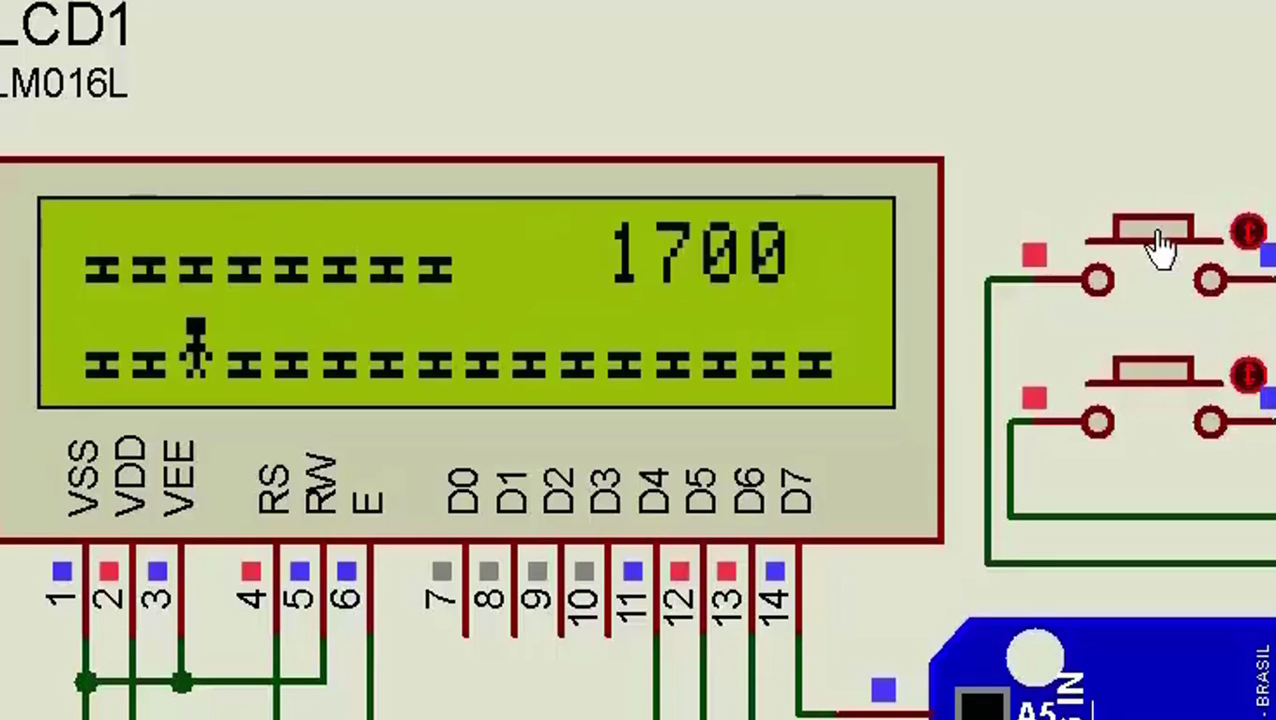 LCD1
LM016L
1700
VSS
VDD
VEE
RS
RW
E
D0
D1
D2
D3
D4
D5
D6
D7
1
2
3
4
5
6
7
8
9
10
11
12
13
14
A5
IN
BRASIL